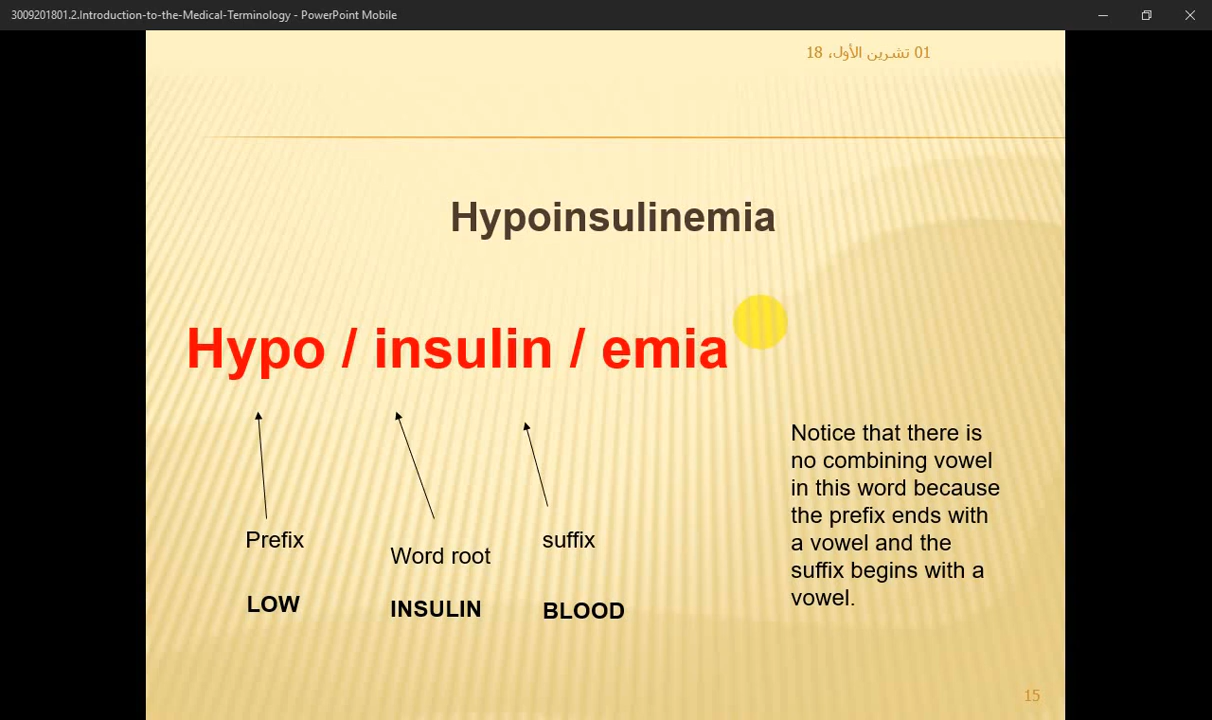 3009201801.2.Introduction-to-the-Medical-Terminology - PowerPoint Mobile
01 تشرين الأول، 18
Hypoinsulinemia
Hypo / insulin / emia
Prefix
Word root
suffix
LOW
INSULIN
BLOOD
Notice that there is
no combining vowel
in this word because
the prefix ends with
a vowel and the
suffix begins with a
vowel.
15